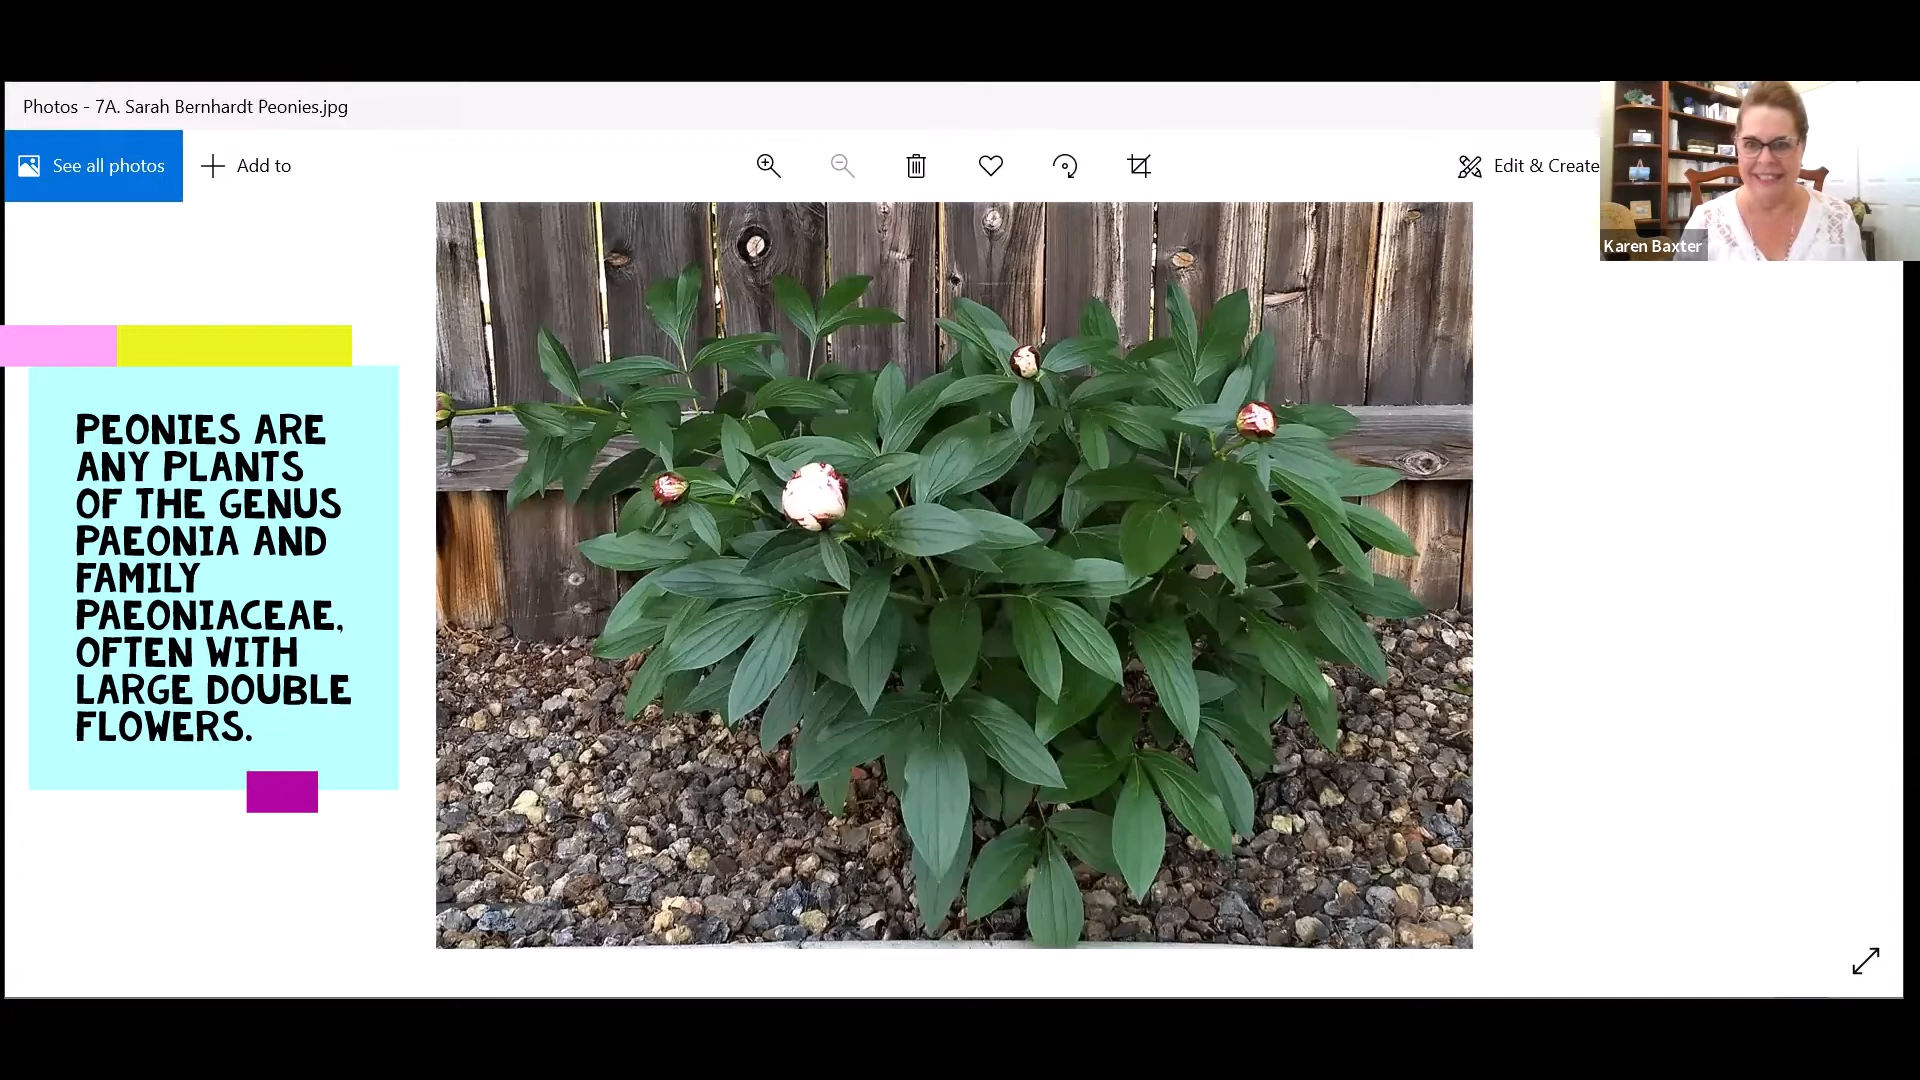 Photos - 7A. Sarah Bernhardt Peonies.jpg
See all photos
Add to
Edit & Create
Karen Baxter
PEONIES ARE
ANY PLANTS
OF THE GENUS
PAEONIA AND
FAMILY
PAEONIACEAE,
OFTEN WITH
LARGE DOUBLE
FLOWERS.